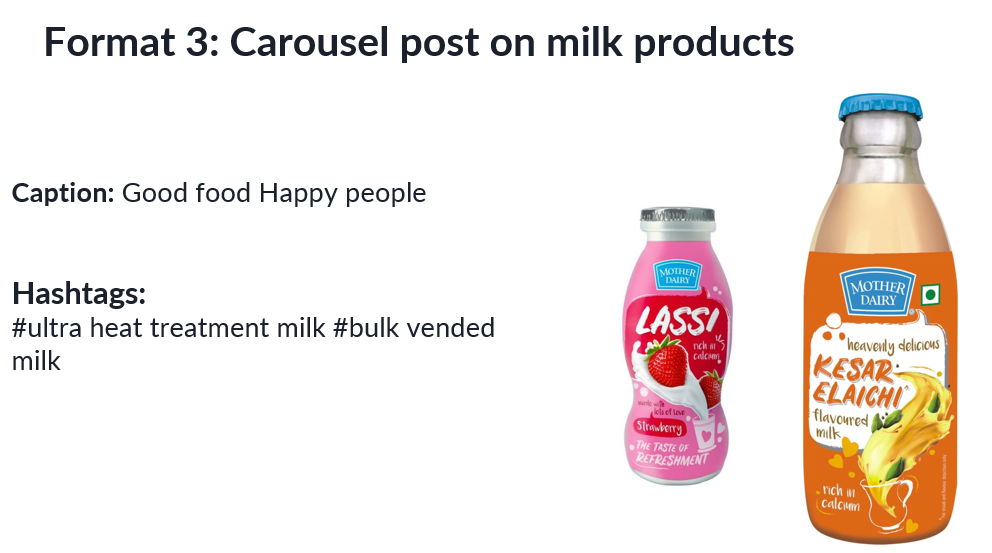 Format 3: Carousel post on milk products
Caption: Good food Happy people
Hashtags:
#ultra heat treatment milk #bulk vended
milk
MOTHER
DAIRY
LASSI
rich in
calcium
made with
lots of love
Strawberry
THE TASTE OF
REFRESHMENT
MOTHER
DAIRY
heavenly delicious
KESAR
ELAICHI
flavoured
milk
rich in
calcium